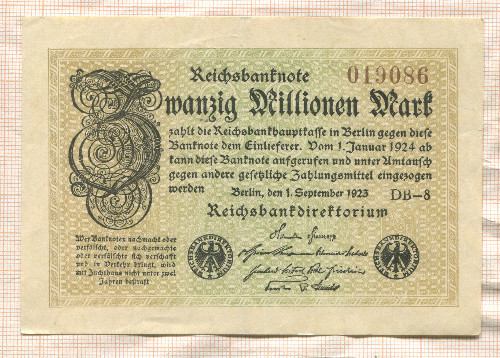 Reichsbanknote 019086
Zwanzig Millionen Mark
zahlt die Reichsbankhauptkasse in Berlin gegen diese
Banknote dem Einlieferer. Vom 1. Januar 1924 ab
kann diese Banknote aufgerufen und unter Umtausch
gegen andere gesetzliche Zahlungsmittel eingezogen
werden Berlin, den 1. September 1923 DB-8
Reichsbankdirektorium
Wer Banknoten nachmacht oder
verfälscht, oder nachgemachte
oder verfälschte sich verschafft
und in Verkehr bringt, wird
mit Zuchthaus nicht unter zwei
Jahren bestraft